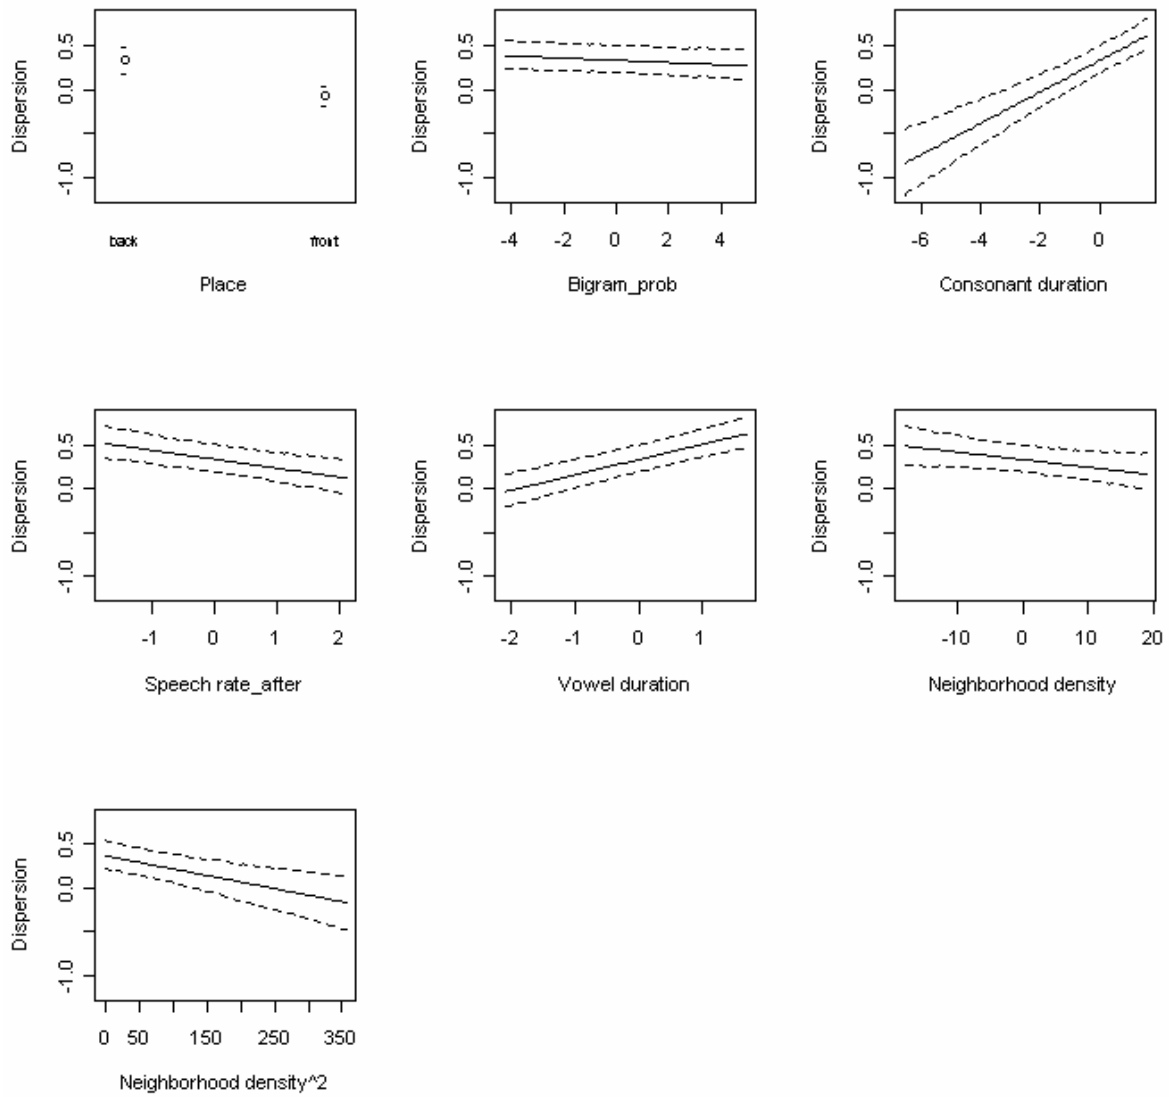 Dispersion
0.5
0.0
-1.0
back front
Place
Dispersion
0.5
0.0
-1.0
-4 -2 0 2 4
Bigram_prob
Dispersion
0.5
0.0
-1.0
-6 -4 -2 0
Consonant duration
Dispersion
0.5
0.0
-1.0
-1 0 1 2
Speech rate_after
Dispersion
0.5
0.0
-1.0
-2 -1 0 1
Vowel duration
Dispersion
0.5
0.0
-1.0
-10 0 10 20
Neighborhood density
Dispersion
0.5
0.0
-1.0
0 50 150 250 350
Neighborhood density^2